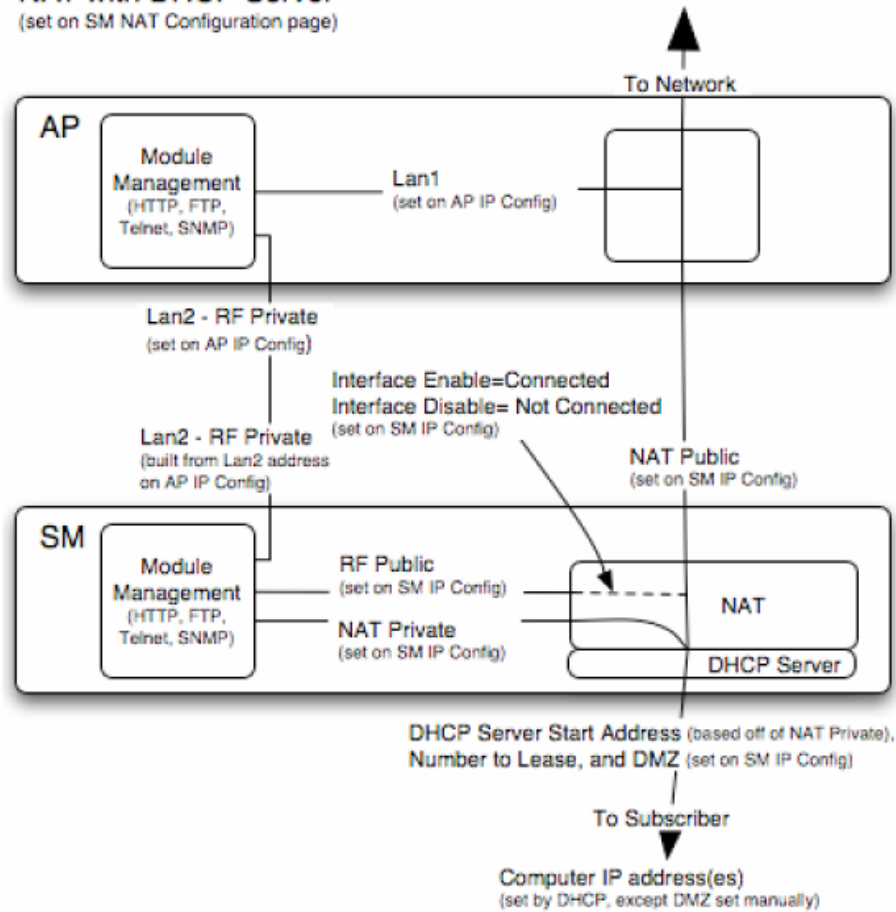 NAT with DHCP Server
(set on SM NAT Configuration page)
To Network
AP
Module
Management
(HTTP, FTP,
Telnet, SNMP)
Lan1
(set on AP IP Config)
Lan2 - RF Private
(set on AP IP Config)
Interface Enable=Connected
Interface Disable= Not Connected
(set on SM IP Config)
Lan2 - RF Private
(built from Lan2 address
on AP IP Config)
NAT Public
(set on SM IP Config)
SM
Module
Management
(HTTP, FTP,
Telnet, SNMP)
RF Public
(set on SM IP Config)
NAT Private
(set on SM IP Config)
NAT
DHCP Server
DHCP Server Start Address (based off of NAT Private),
Number to Lease, and DMZ (set on SM IP Config)
To Subscriber
Computer IP address(es)
(set by DHCP, except DMZ set manually)